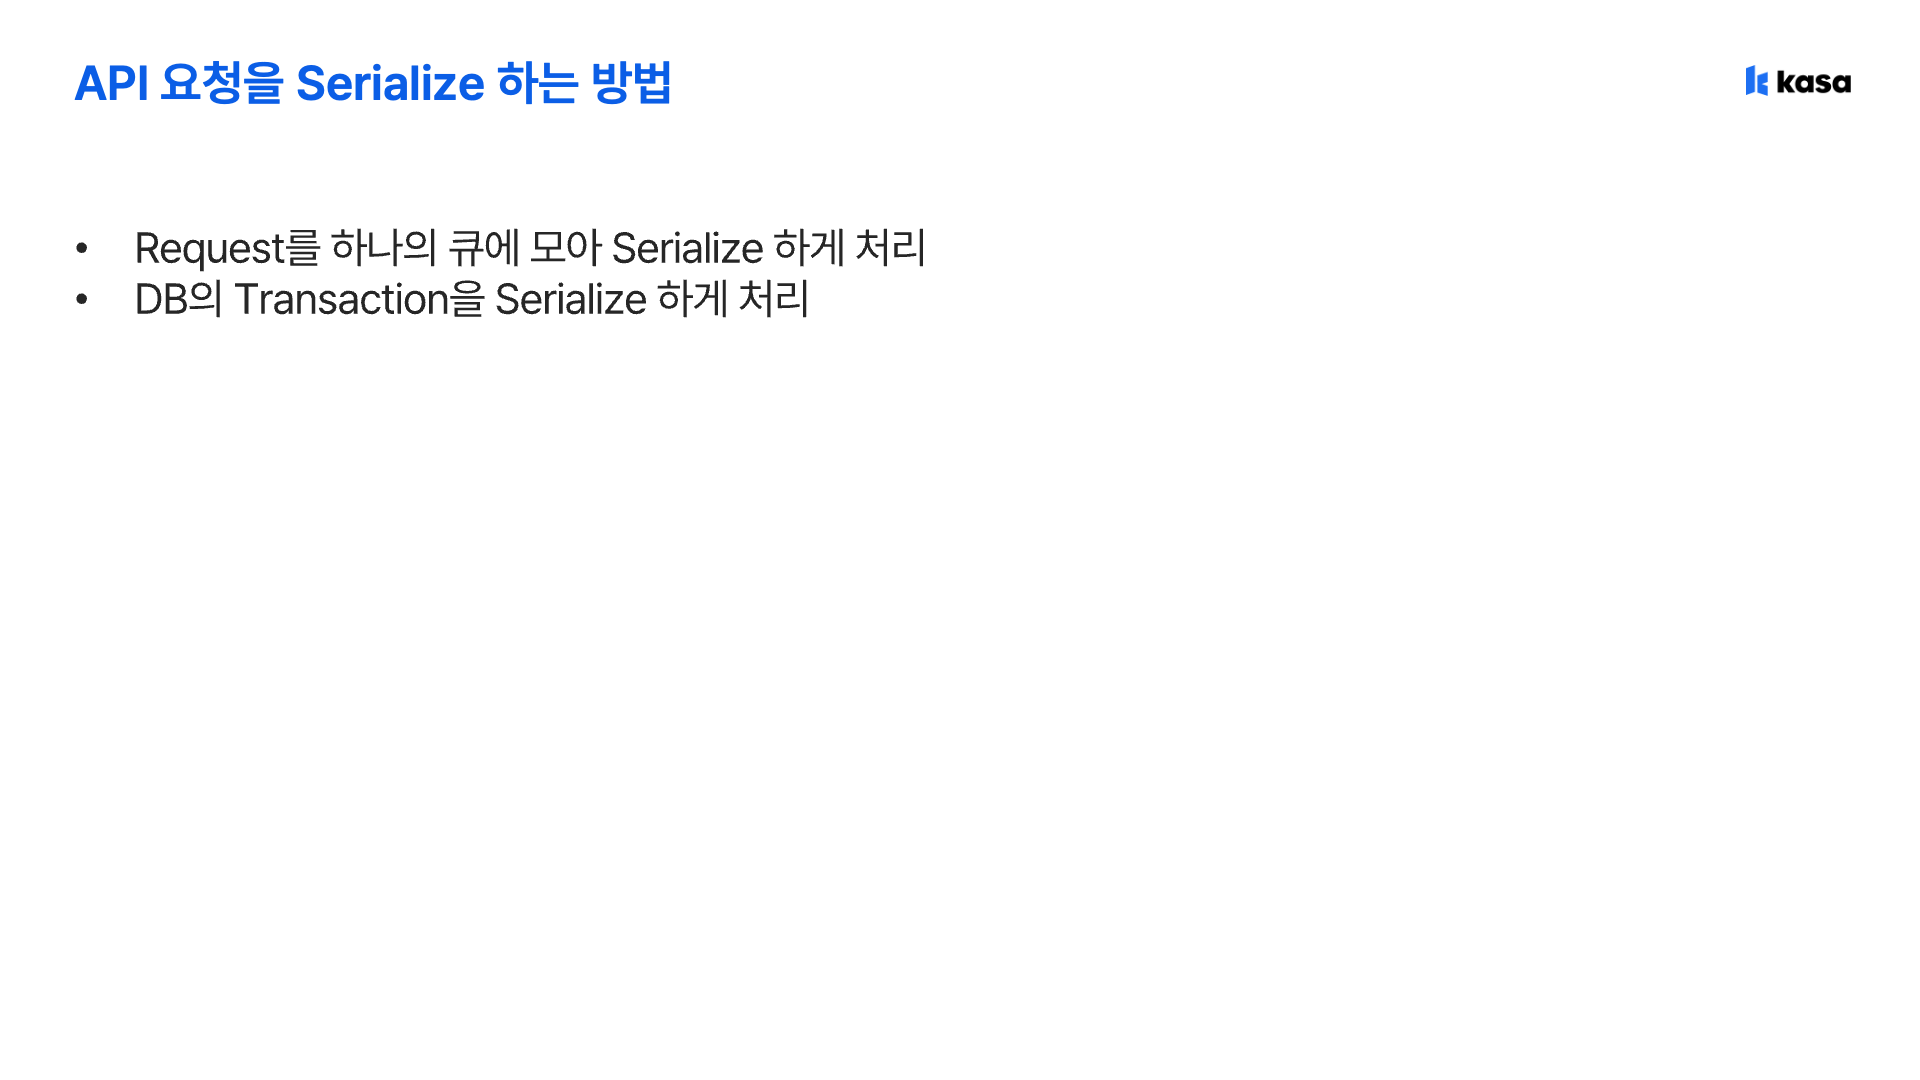 API 요청을 Serialize 하는 방법
kasa
• Request를 하나의 큐에 모아 Serialize 하게 처리
• DB의 Transaction을 Serialize 하게 처리